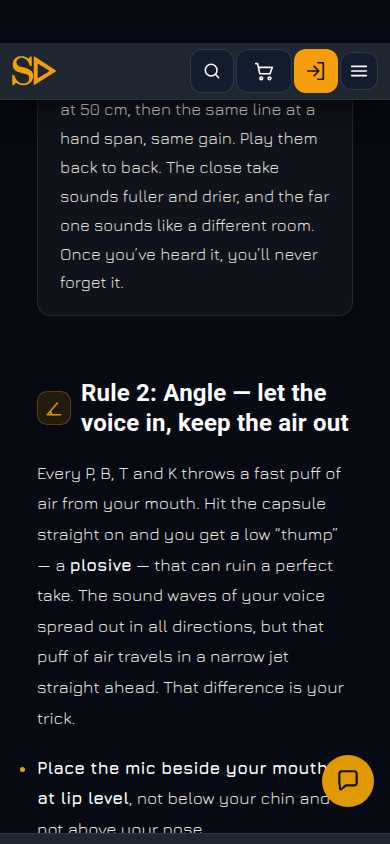 S
at 50 cm, then the same line at a
hand span, same gain. Play them
back to back. The close take
sounds fuller and drier, and the far
one sounds like a different room.
Once you’ve heard it, you’ll never
forget it.
Rule 2: Angle — let the
voice in, keep the air out
Every P, B, T and K throws a fast puff of
air from your mouth. Hit the capsule
straight on and you get a low “thump”
— a plosive — that can ruin a perfect
take. The sound waves of your voice
spread out in all directions, but that
puff of air travels in a narrow jet
straight ahead. That difference is your
trick.
• Place the mic beside your mouth
at lip level, not below your chin and
not above your nose